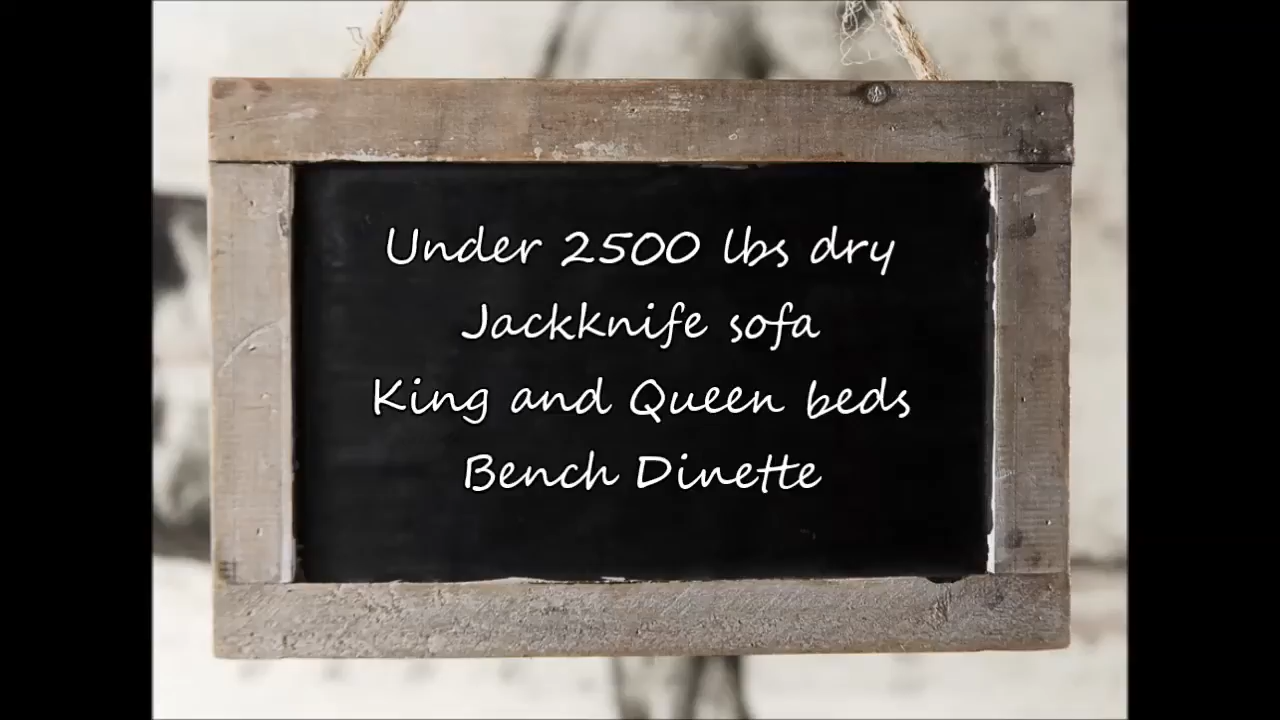 Under 2500 lbs dry
Jackknife sofa
King and Queen beds
Bench Dinette